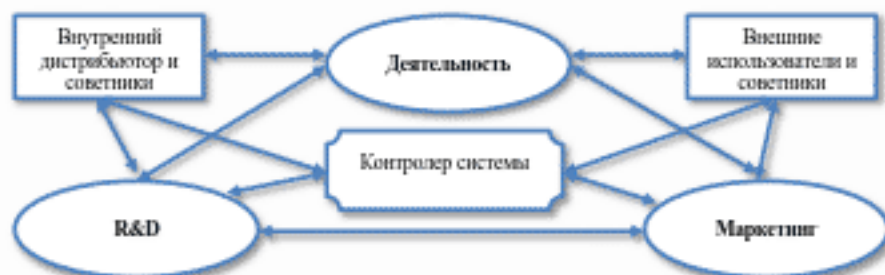 Внутренний
дистрибьютор и
советники
Деятельность
Внешние
использователи и
советники
Контролер системы
R&D
Маркетинг